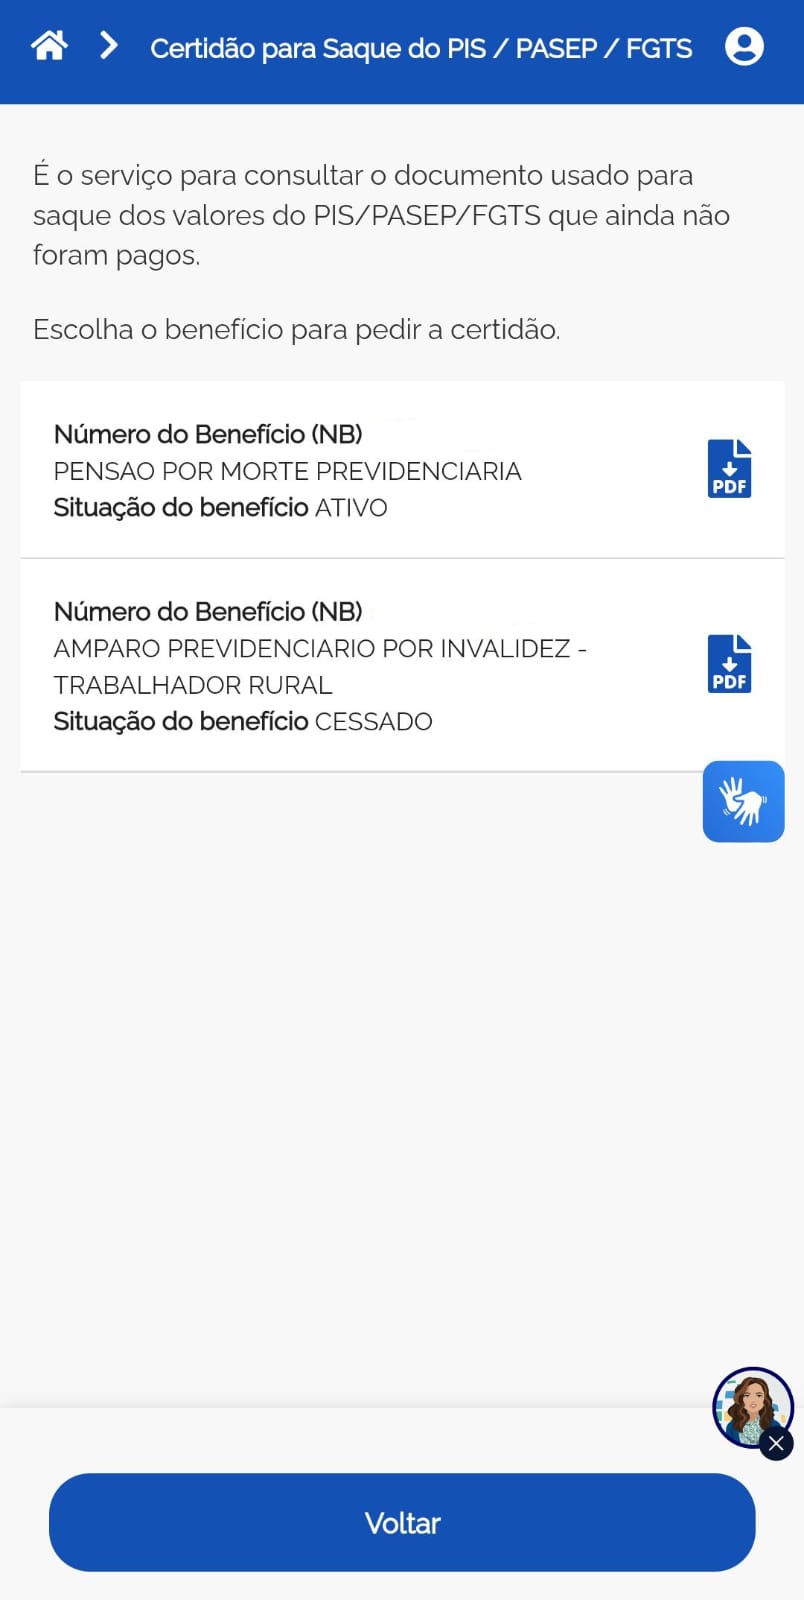 Certidão para Saque do PIS / PASEP / FGTS
É o serviço para consultar o documento usado para
saque dos valores do PIS/PASEP/FGTS que ainda não
foram pagos.
Escolha o benefício para pedir a certidão.
Número do Benefício (NB)
PENSAO POR MORTE PREVIDENCIARIA
Situação do benefício ATIVO
PDF
Número do Benefício (NB)
AMPARO PREVIDENCIARIO POR INVALIDEZ -
TRABALHADOR RURAL
Situação do benefício CESSADO
PDF
Voltar